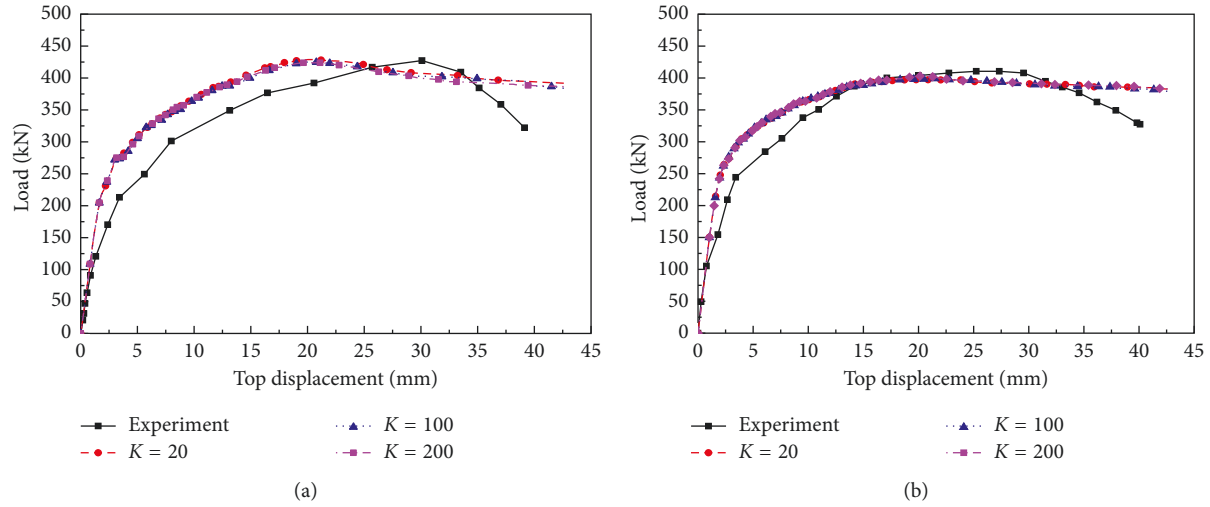 500
450
400
350
300
250
200
150
100
50
0
Load (kN)
0 5 10 15 20 25 30 35 40 45
Top displacement (mm)
Experiment
K = 20
K = 100
K = 200
(a)
500
450
400
350
300
250
200
150
100
50
0
Load (kN)
0 5 10 15 20 25 30 35 40 45
Top displacement (mm)
Experiment
K = 20
K = 100
K = 200
(b)